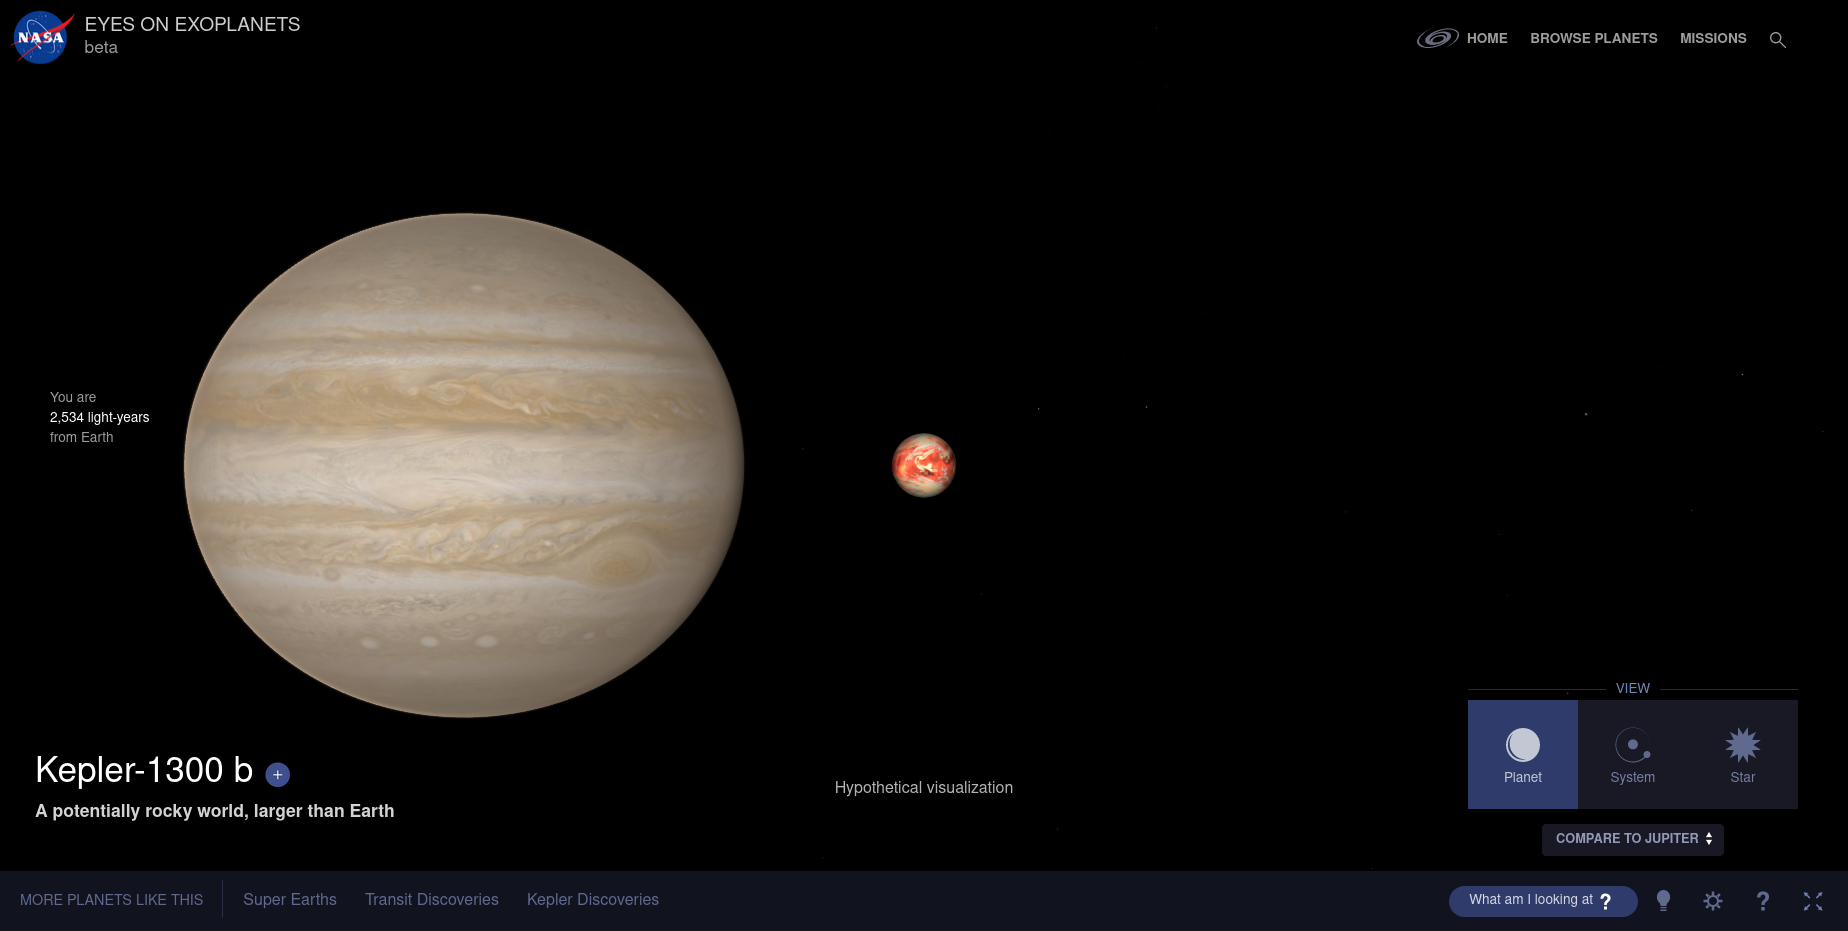 NASA
EYES ON EXOPLANETS
beta
HOME
BROWSE PLANETS
MISSIONS
You are
2,534 light-years
from Earth
Kepler-1300 b +
A potentially rocky world, larger than Earth
Hypothetical visualization
VIEW
Planet
System
Star
COMPARE TO JUPITER
MORE PLANETS LIKE THIS
Super Earths
Transit Discoveries
Kepler Discoveries
What am I looking at ?
?